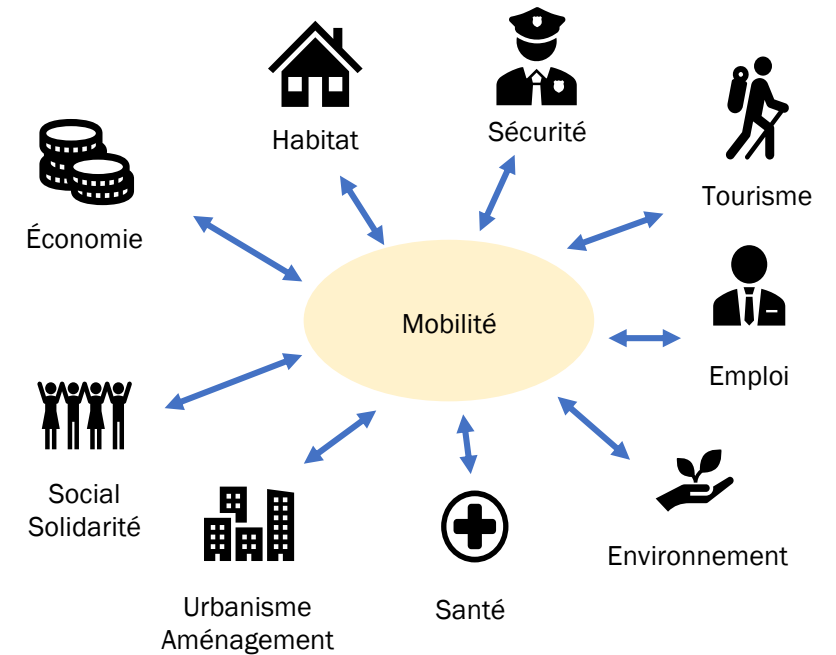 Habitat
Sécurité
Tourisme
Économie
Mobilité
Emploi
Social
Solidarité
Environnement
Urbanisme
Aménagement
Santé